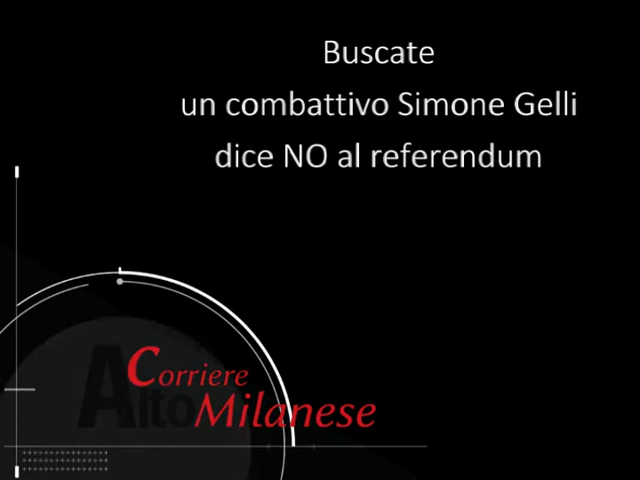 Buscate
un combattivo Simone Gelli
dice NO al referendum
Corriere
Alto Milanese